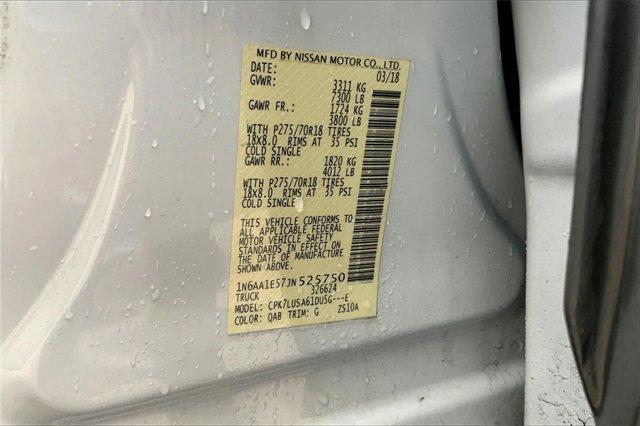 MFD BY NISSAN MOTOR CO., LTD.
DATE: 03/18
GVWR: 3311 KG
7300 LB
GAWR FR.: 1724 KG
3800 LB
WITH P275/70R18 TIRES
18X8.0 RIMS AT 35 PSI
COLD SINGLE
GAWR RR.: 1820 KG
4012 LB
WITH P275/70R18 TIRES
18X8.0 RIMS AT 35 PSI
COLD SINGLE
THIS VEHICLE CONFORMS TO
ALL APPLICABLE FEDERAL
MOTOR VEHICLE SAFETY
STANDARDS IN EFFECT ON
THE DATE OF MANUFACTURE
SHOWN ABOVE.
1N6AA1E57JN525750
TRUCK 326624
MODEL: CPK7LUSA61DU5G---E
COLOR: QAB TRIM: G ZS10A